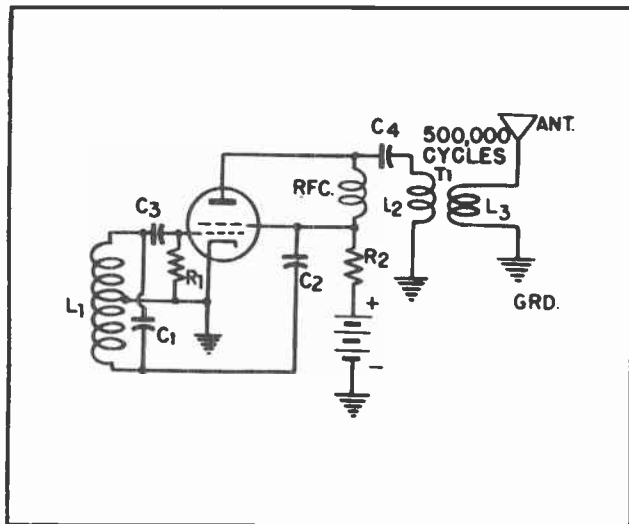 C4
500,000
CYCLES
ANT.
T1
RFC.
C3
L2
L3
R1
C2
R2
L1
C1
+
GRD.
-